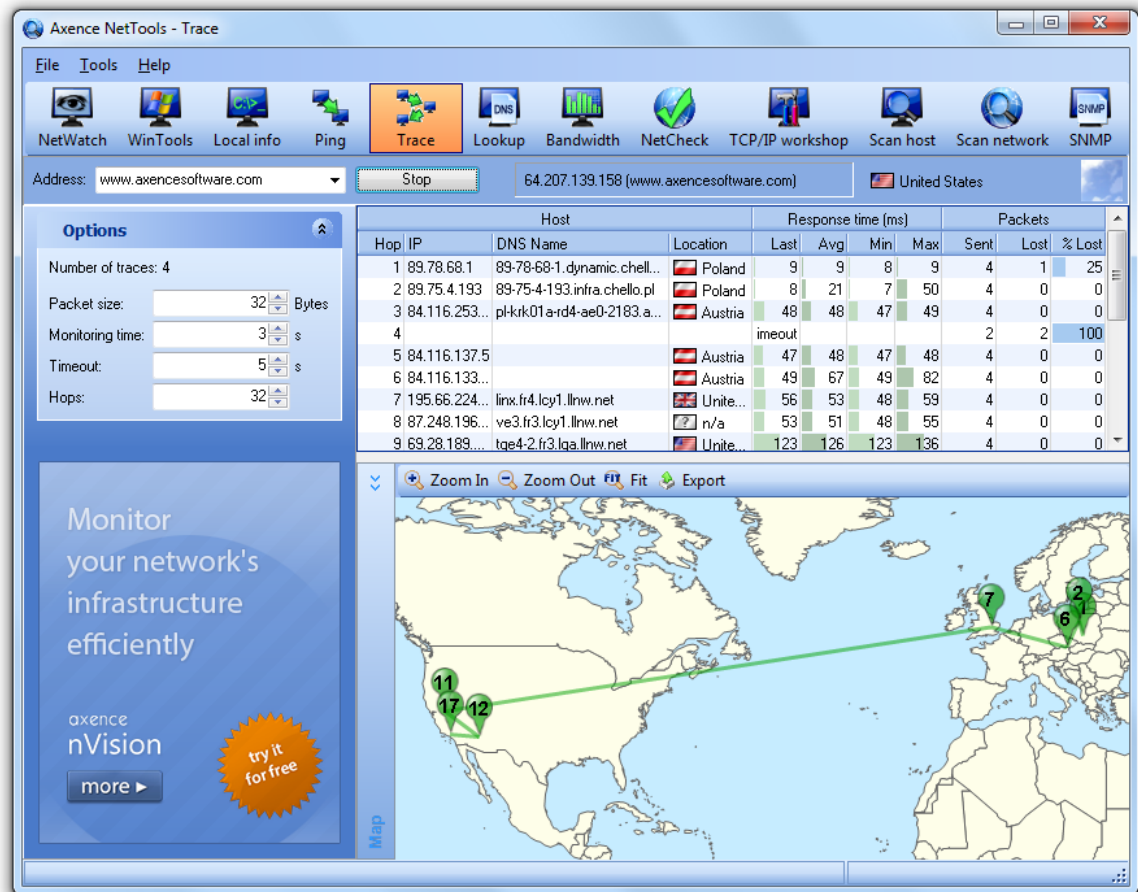 Axence NetTools - Trace
File Tools Help
NetWatch WinTools Local info Ping Trace Lookup Bandwidth NetCheck TCP/IP workshop Scan host Scan network SNMP
C:\>_ DNS SNMP
Address: www.axencesoftware.com Stop 64.207.139.158 (www.axencesoftware.com) United States
Options
Number of traces: 4
Packet size: 32 Bytes
Monitoring time: 3 s
Timeout: 5 s
Hops: 32
Host Response time (ms) Packets
Hop IP DNS Name Location Last Avg Min Max Sent Lost % Lost
1 89.78.68.1 89-78-68-1.dynamic.chell... Poland 9 9 8 9 4 1 25
2 89.75.4.193 89-75-4-193.infra.chello.pl Poland 8 21 7 50 4 0 0
3 84.116.253... pl-krk01a-rd4-ae0-2183.a... Austria 48 48 47 49 4 0 0
4 imeout 2 2 100
5 84.116.137.5 Austria 47 48 47 48 4 0 0
6 84.116.133... Austria 49 67 49 82 4 0 0
7 195.66.224... linx.fr4.lcy1.llnw.net Unite... 56 53 48 59 4 0 0
8 87.248.196... ve3.fr3.lcy1.llnw.net n/a 53 51 48 55 4 0 0
9 69.28.189.... tge4-2.fr3.lga.llnw.net Unite... 123 126 123 136 4 0 0
Monitor
your network's
infrastructure
efficiently
axence
nVision
more
try it
for free
Map
Zoom In Zoom Out FIT Fit Export
7 2 1 6
11
17 12